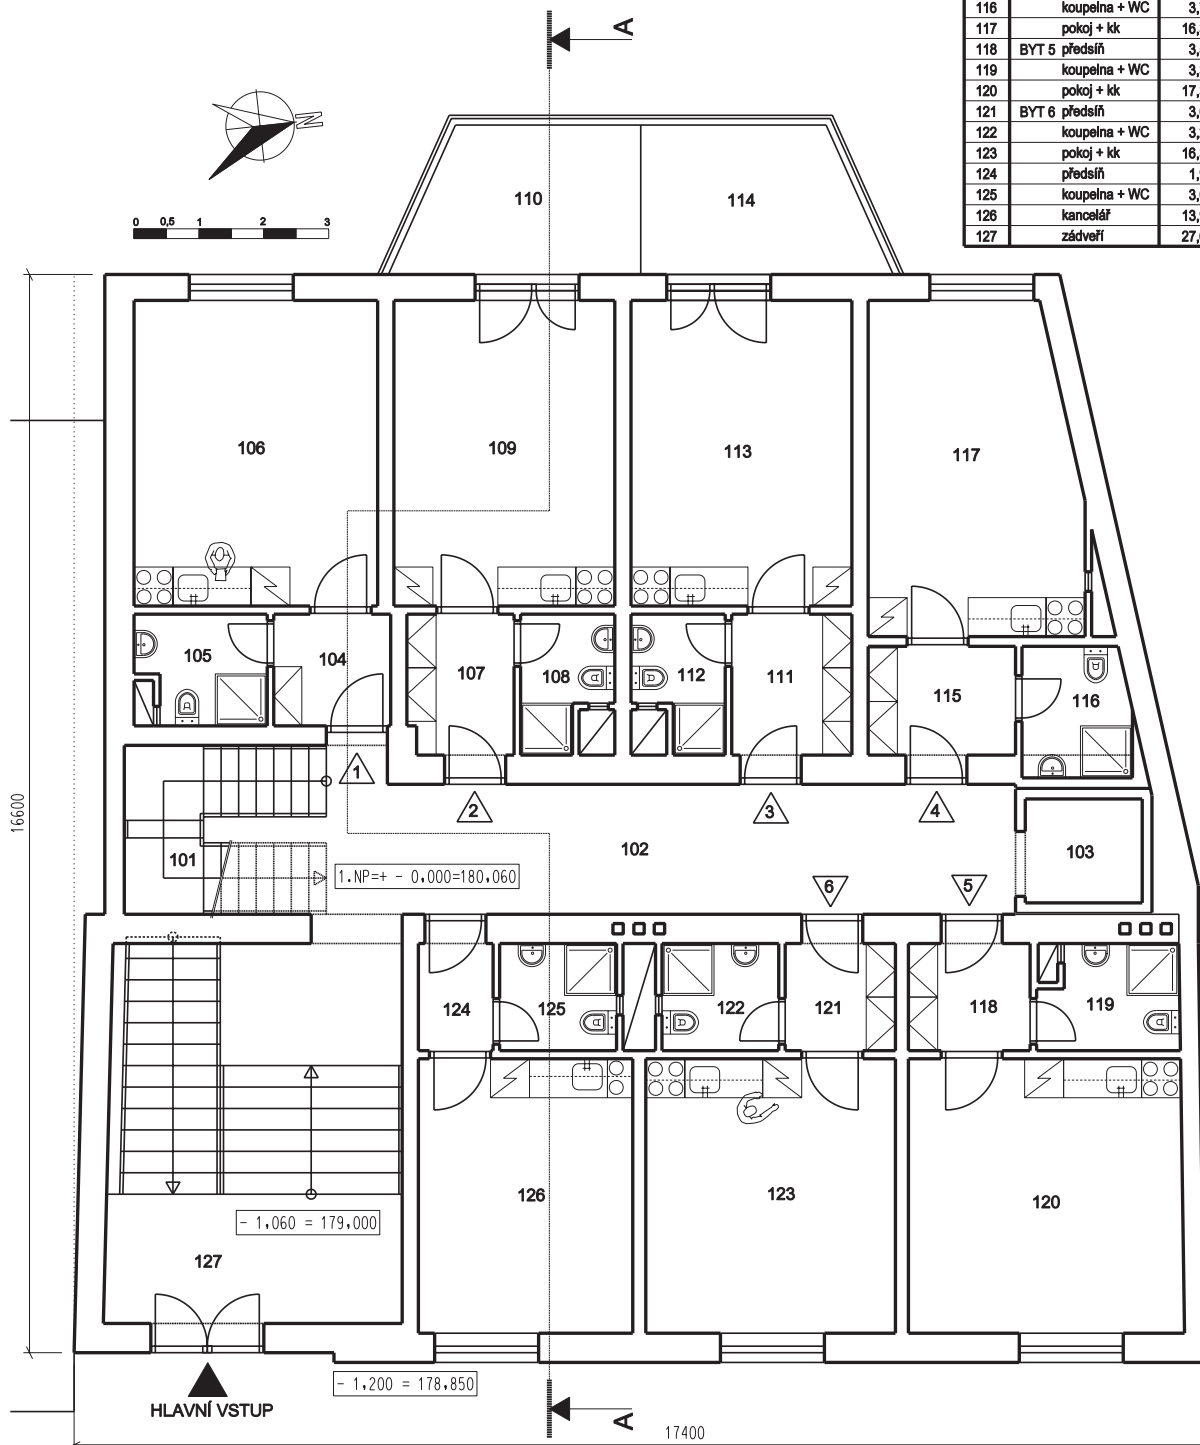 A
116 koupelna + WC 3,
117 pokoj + kk 16,
118 BYT 5 předsíň 3,
119 koupelna + WC 3,
120 pokoj + kk 17,
121 BYT 6 předsíň 3,
122 koupelna + WC 3,
123 pokoj + kk 16,
124 předsíň 1,
125 koupelna + WC 3,
126 kancelář 13,
127 zádveří 27,
N
0 0,5 1 2 3
110 114
106 109 113 117
105 104 107 108 112 111 115 116
1 2 3 4
16600
101 102 103
1.NP=+ - 0,000=180,060
6 5
124 125 122 121 118 119
126 123 120
- 1,060 = 179,000
127
- 1,200 = 178,850
HLAVNÍ VSTUP
A
17400